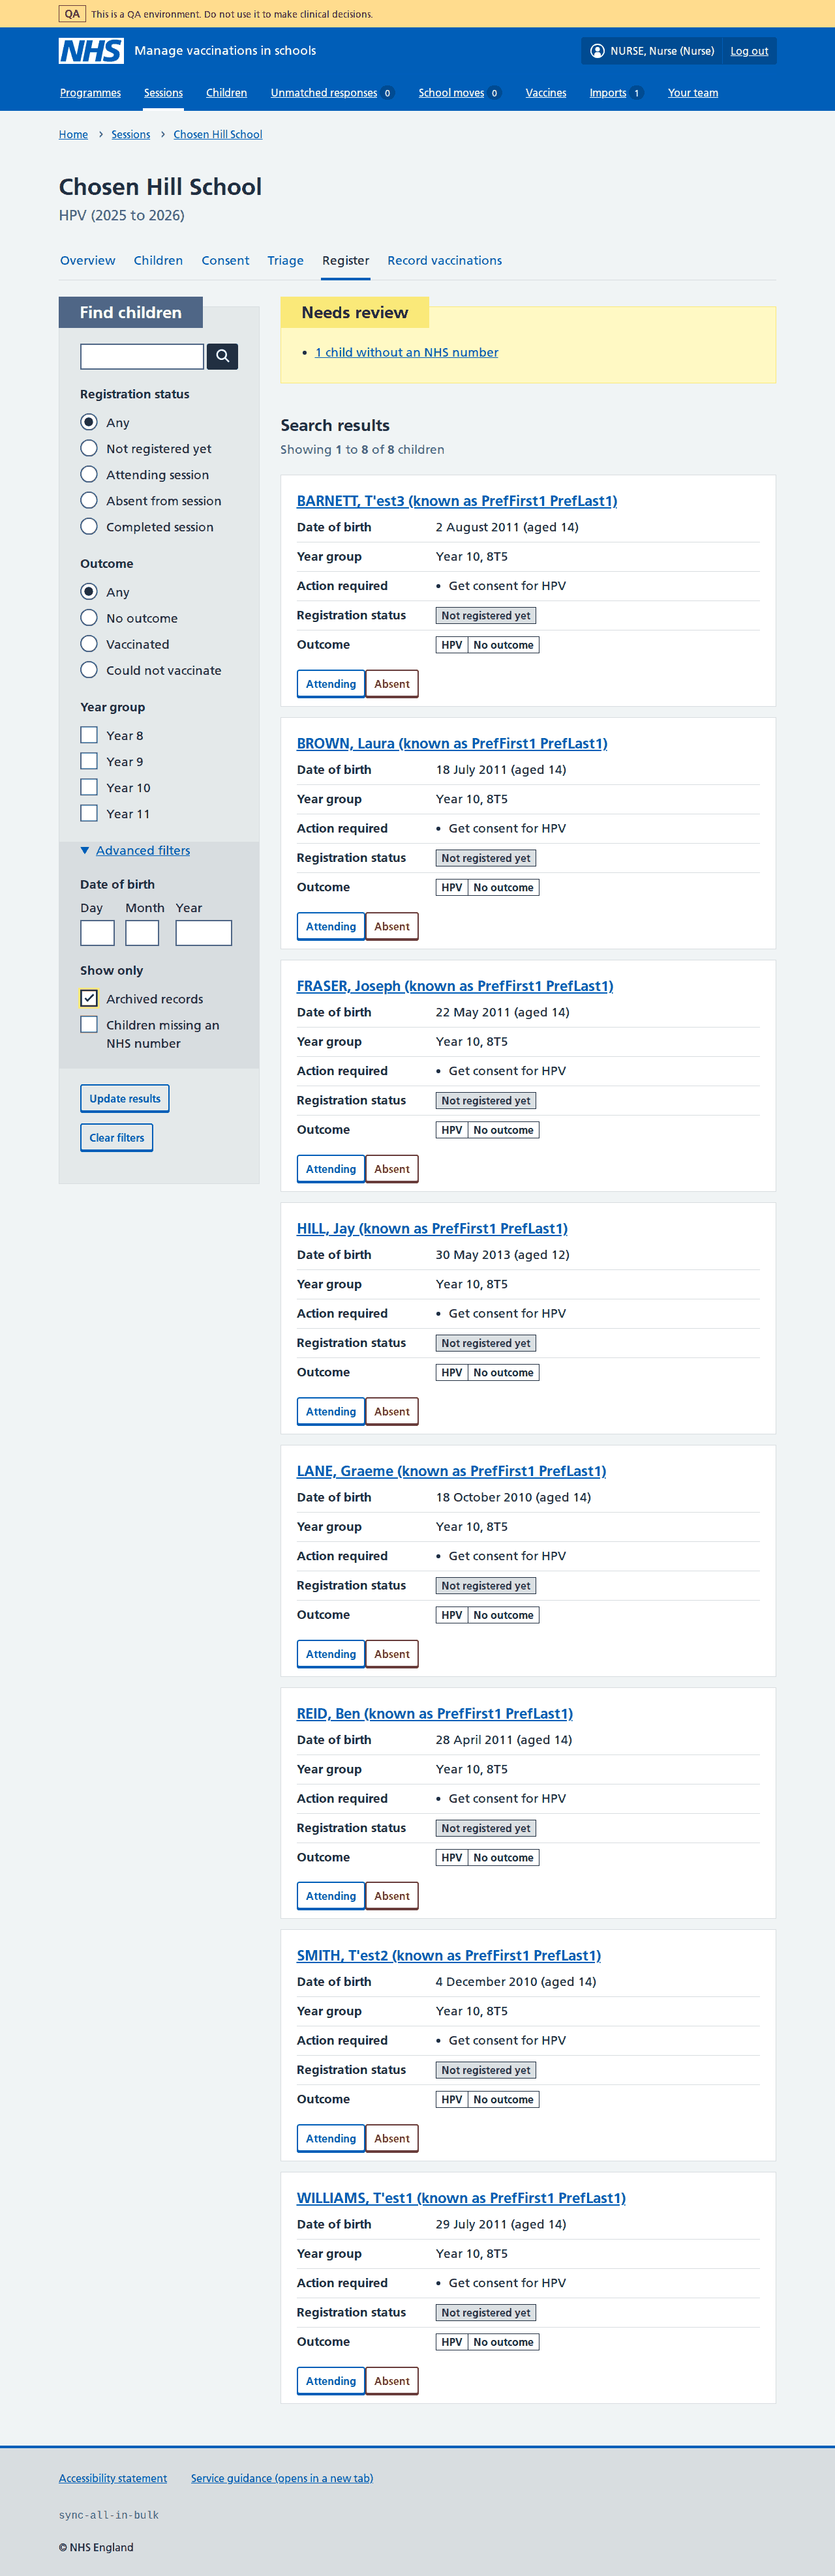 QA This is a QA environment. Do not use it to make clinical decisions.
NHS Manage vaccinations in schools NURSE, Nurse (Nurse) Log out
Programmes Sessions Children Unmatched responses 0 School moves 0 Vaccines Imports 1 Your team
Home Sessions Chosen Hill School
Chosen Hill School
HPV (2025 to 2026)
Overview Children Consent Triage Register Record vaccinations
Find children
Registration status
Any
Not registered yet
Attending session
Absent from session
Completed session
Outcome
Any
No outcome
Vaccinated
Could not vaccinate
Year group
Year 8
Year 9
Year 10
Year 11
Advanced filters
Date of birth
Day Month Year
Show only
Archived records
Children missing an
NHS number
Update results
Clear filters
Needs review
1 child without an NHS number
Search results
Showing 1 to 8 of 8 children
BARNETT, T'est3 (known as PrefFirst1 PrefLast1)
Date of birth 2 August 2011 (aged 14)
Year group Year 10, 8T5
Action required Get consent for HPV
Registration status Not registered yet
Outcome HPV No outcome
Attending Absent
BROWN, Laura (known as PrefFirst1 PrefLast1)
Date of birth 18 July 2011 (aged 14)
Year group Year 10, 8T5
Action required Get consent for HPV
Registration status Not registered yet
Outcome HPV No outcome
Attending Absent
FRASER, Joseph (known as PrefFirst1 PrefLast1)
Date of birth 22 May 2011 (aged 14)
Year group Year 10, 8T5
Action required Get consent for HPV
Registration status Not registered yet
Outcome HPV No outcome
Attending Absent
HILL, Jay (known as PrefFirst1 PrefLast1)
Date of birth 30 May 2013 (aged 12)
Year group Year 10, 8T5
Action required Get consent for HPV
Registration status Not registered yet
Outcome HPV No outcome
Attending Absent
LANE, Graeme (known as PrefFirst1 PrefLast1)
Date of birth 18 October 2010 (aged 14)
Year group Year 10, 8T5
Action required Get consent for HPV
Registration status Not registered yet
Outcome HPV No outcome
Attending Absent
REID, Ben (known as PrefFirst1 PrefLast1)
Date of birth 28 April 2011 (aged 14)
Year group Year 10, 8T5
Action required Get consent for HPV
Registration status Not registered yet
Outcome HPV No outcome
Attending Absent
SMITH, T'est2 (known as PrefFirst1 PrefLast1)
Date of birth 4 December 2010 (aged 14)
Year group Year 10, 8T5
Action required Get consent for HPV
Registration status Not registered yet
Outcome HPV No outcome
Attending Absent
WILLIAMS, T'est1 (known as PrefFirst1 PrefLast1)
Date of birth 29 July 2011 (aged 14)
Year group Year 10, 8T5
Action required Get consent for HPV
Registration status Not registered yet
Outcome HPV No outcome
Attending Absent
Accessibility statement Service guidance (opens in a new tab)
sync-all-in-bulk
© NHS England